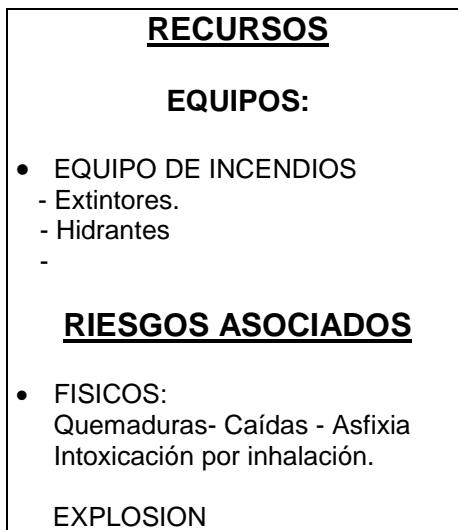 RECURSOS
EQUIPOS:
• EQUIPO DE INCENDIOS
- Extintores.
- Hidrantes
-
RIESGOS ASOCIADOS
• FISICOS:
Quemaduras- Caídas - Asfixia
Intoxicación por inhalación.
EXPLOSION